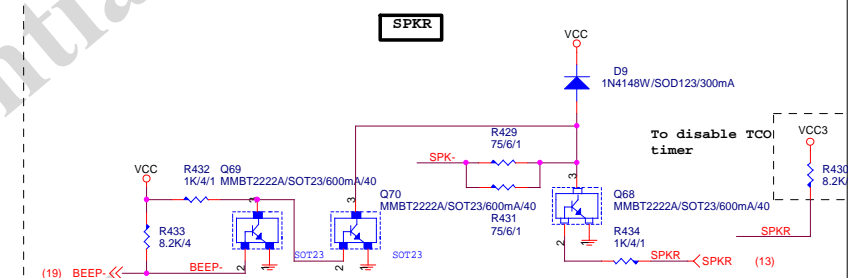 SPKR
VCC
D9
1N4148W/SOD123/300mA
To disable TCO
timer
VCC3
R430
8.2K
R429
75/6/1
SPK-
R431
75/6/1
VCC
R432
1K/4/1
Q69
MMBT2222A/SOT23/600mA/40
Q70
MMBT2222A/SOT23/600mA/40
Q68
MMBT2222A/SOT23/600mA/40
3
3
3
R433
8.2K/4
SOT23
SOT23
R434
1K/4/1
SPKR
SPKR
SPKR
(13)
(19)
BEEP-
BEEP-
2
1
2
1
2
1